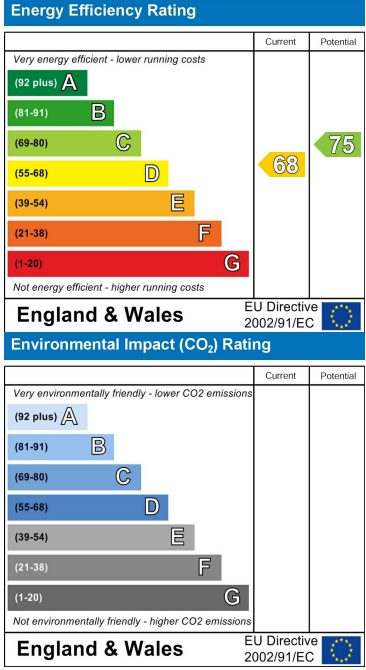 Energy Efficiency Rating
Current Potential
Very energy efficient - lower running costs
(92 plus) A
(81-91) B
(69-80) C
75
(55-68) D
68
(39-54) E
(21-38) F
(1-20) G
Not energy efficient - higher running costs
England & Wales
EU Directive
2002/91/EC
Environmental Impact (CO₂) Rating
Current Potential
Very environmentally friendly - lower CO2 emissions
(92 plus) A
(81-91) B
(69-80) C
(55-68) D
(39-54) E
(21-38) F
(1-20) G
Not environmentally friendly - higher CO2 emissions
England & Wales
EU Directive
2002/91/EC